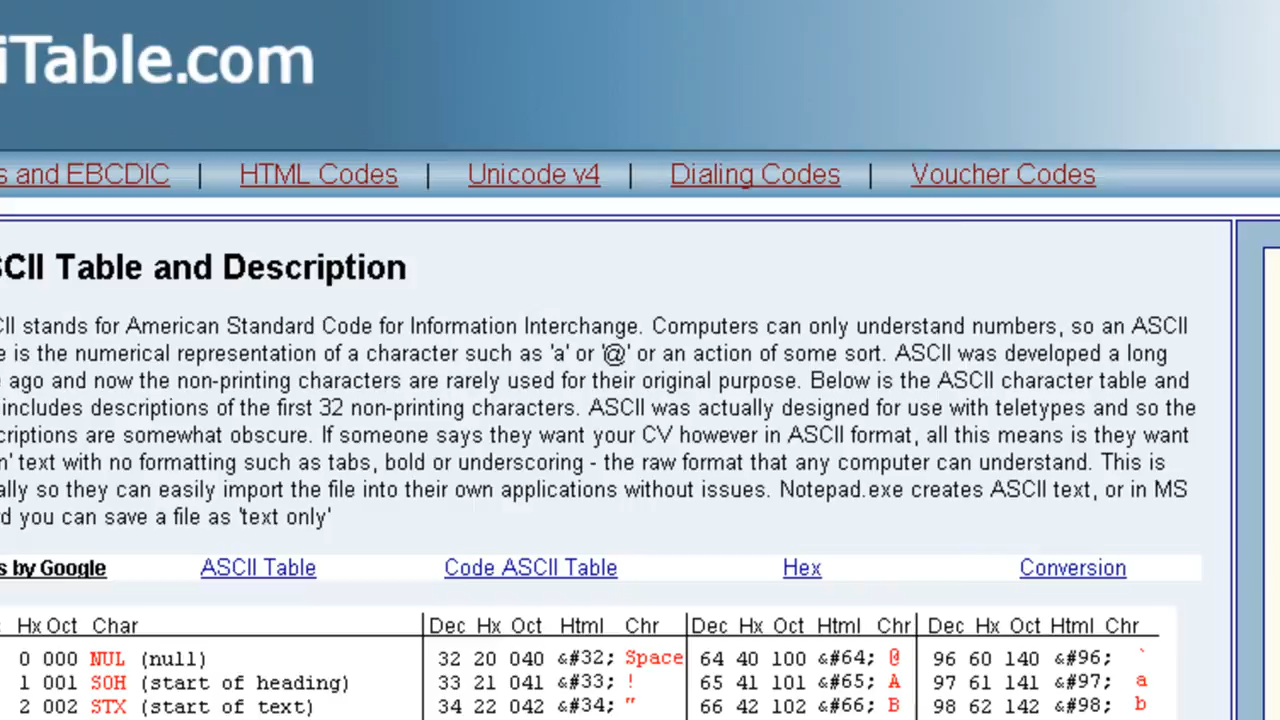 iTable.com
s and EBCDIC | HTML Codes | Unicode v4 | Dialing Codes | Voucher Codes
SCII Table and Description
CII stands for American Standard Code for Information Interchange. Computers can only understand numbers, so an ASCII
e is the numerical representation of a character such as 'a' or '@' or an action of some sort. ASCII was developed a long
e ago and now the non-printing characters are rarely used for their original purpose. Below is the ASCII character table and
includes descriptions of the first 32 non-printing characters. ASCII was actually designed for use with teletypes and so the
criptions are somewhat obscure. If someone says they want your CV however in ASCII format, all this means is they want
n' text with no formatting such as tabs, bold or underscoring - the raw format that any computer can understand. This is
ally so they can easily import the file into their own applications without issues. Notepad.exe creates ASCII text, or in MS
d you can save a file as 'text only'
s by Google ASCII Table Code ASCII Table Hex Conversion
Hx Oct Char Dec Hx Oct Html Chr Dec Hx Oct Html Chr Dec Hx Oct Html Chr
0 000 NUL (null) 32 20 040 &#32; Space 64 40 100 &#64; @ 96 60 140 &#96; `
1 001 SOH (start of heading) 33 21 041 &#33; ! 65 41 101 &#65; A 97 61 141 &#97; a
2 002 STX (start of text) 34 22 042 &#34; " 66 42 102 &#66; B 98 62 142 &#98; b